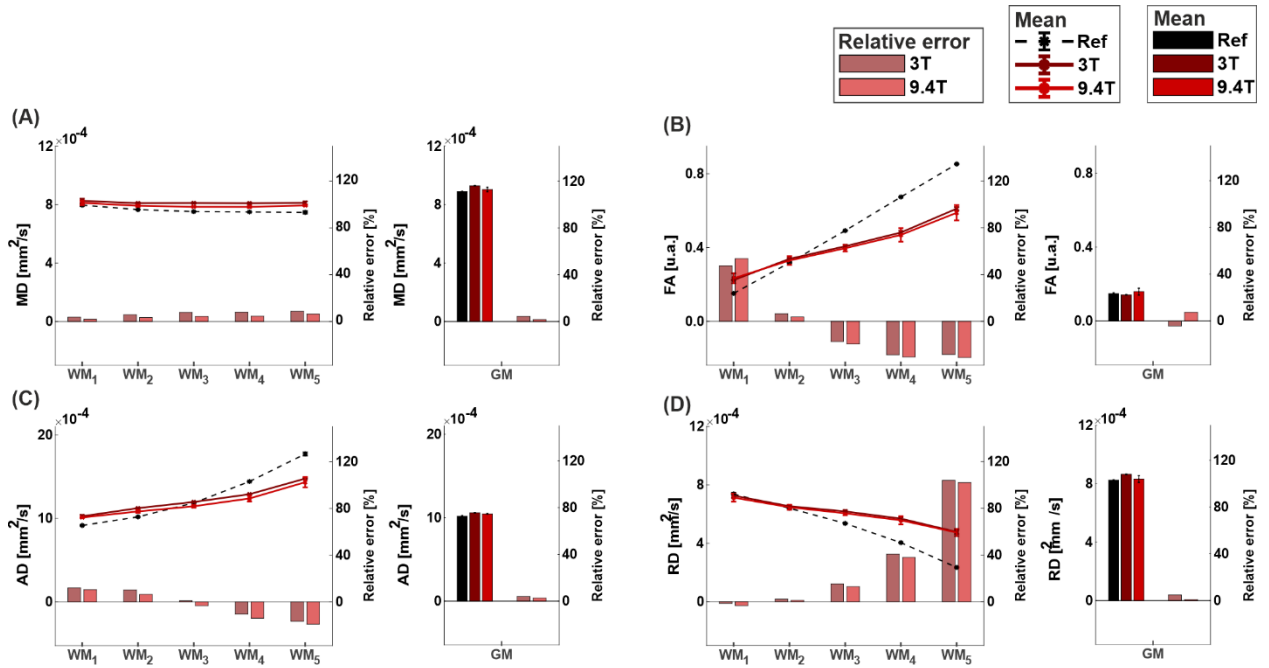 Relative error
3T
9.4T
Mean
Ref
3T
9.4T
Mean
Ref
3T
9.4T
(A)
×10-4
12
8
4
0
MD [mm2/s]
120
80
40
0
Relative error [%]
WM1 WM2 WM3 WM4 WM5
×10-4
12
8
4
0
MD [mm2/s]
120
80
40
0
Relative error [%]
GM
(B)
0.8
0.4
0.0
FA [u.a.]
120
80
40
0
Relative error [%]
WM1 WM2 WM3 WM4 WM5
0.8
0.4
0.0
FA [u.a.]
120
80
40
0
Relative error [%]
GM
(C)
×10-4
20
10
0
AD [mm2/s]
120
80
40
0
Relative error [%]
WM1 WM2 WM3 WM4 WM5
×10-4
20
10
0
AD [mm2/s]
120
80
40
0
Relative error [%]
GM
(D)
×10-4
12
8
4
0
RD [mm2/s]
120
80
40
0
Relative error [%]
WM1 WM2 WM3 WM4 WM5
×10-4
12
8
4
0
RD [mm2/s]
120
80
40
0
Relative error [%]
GM